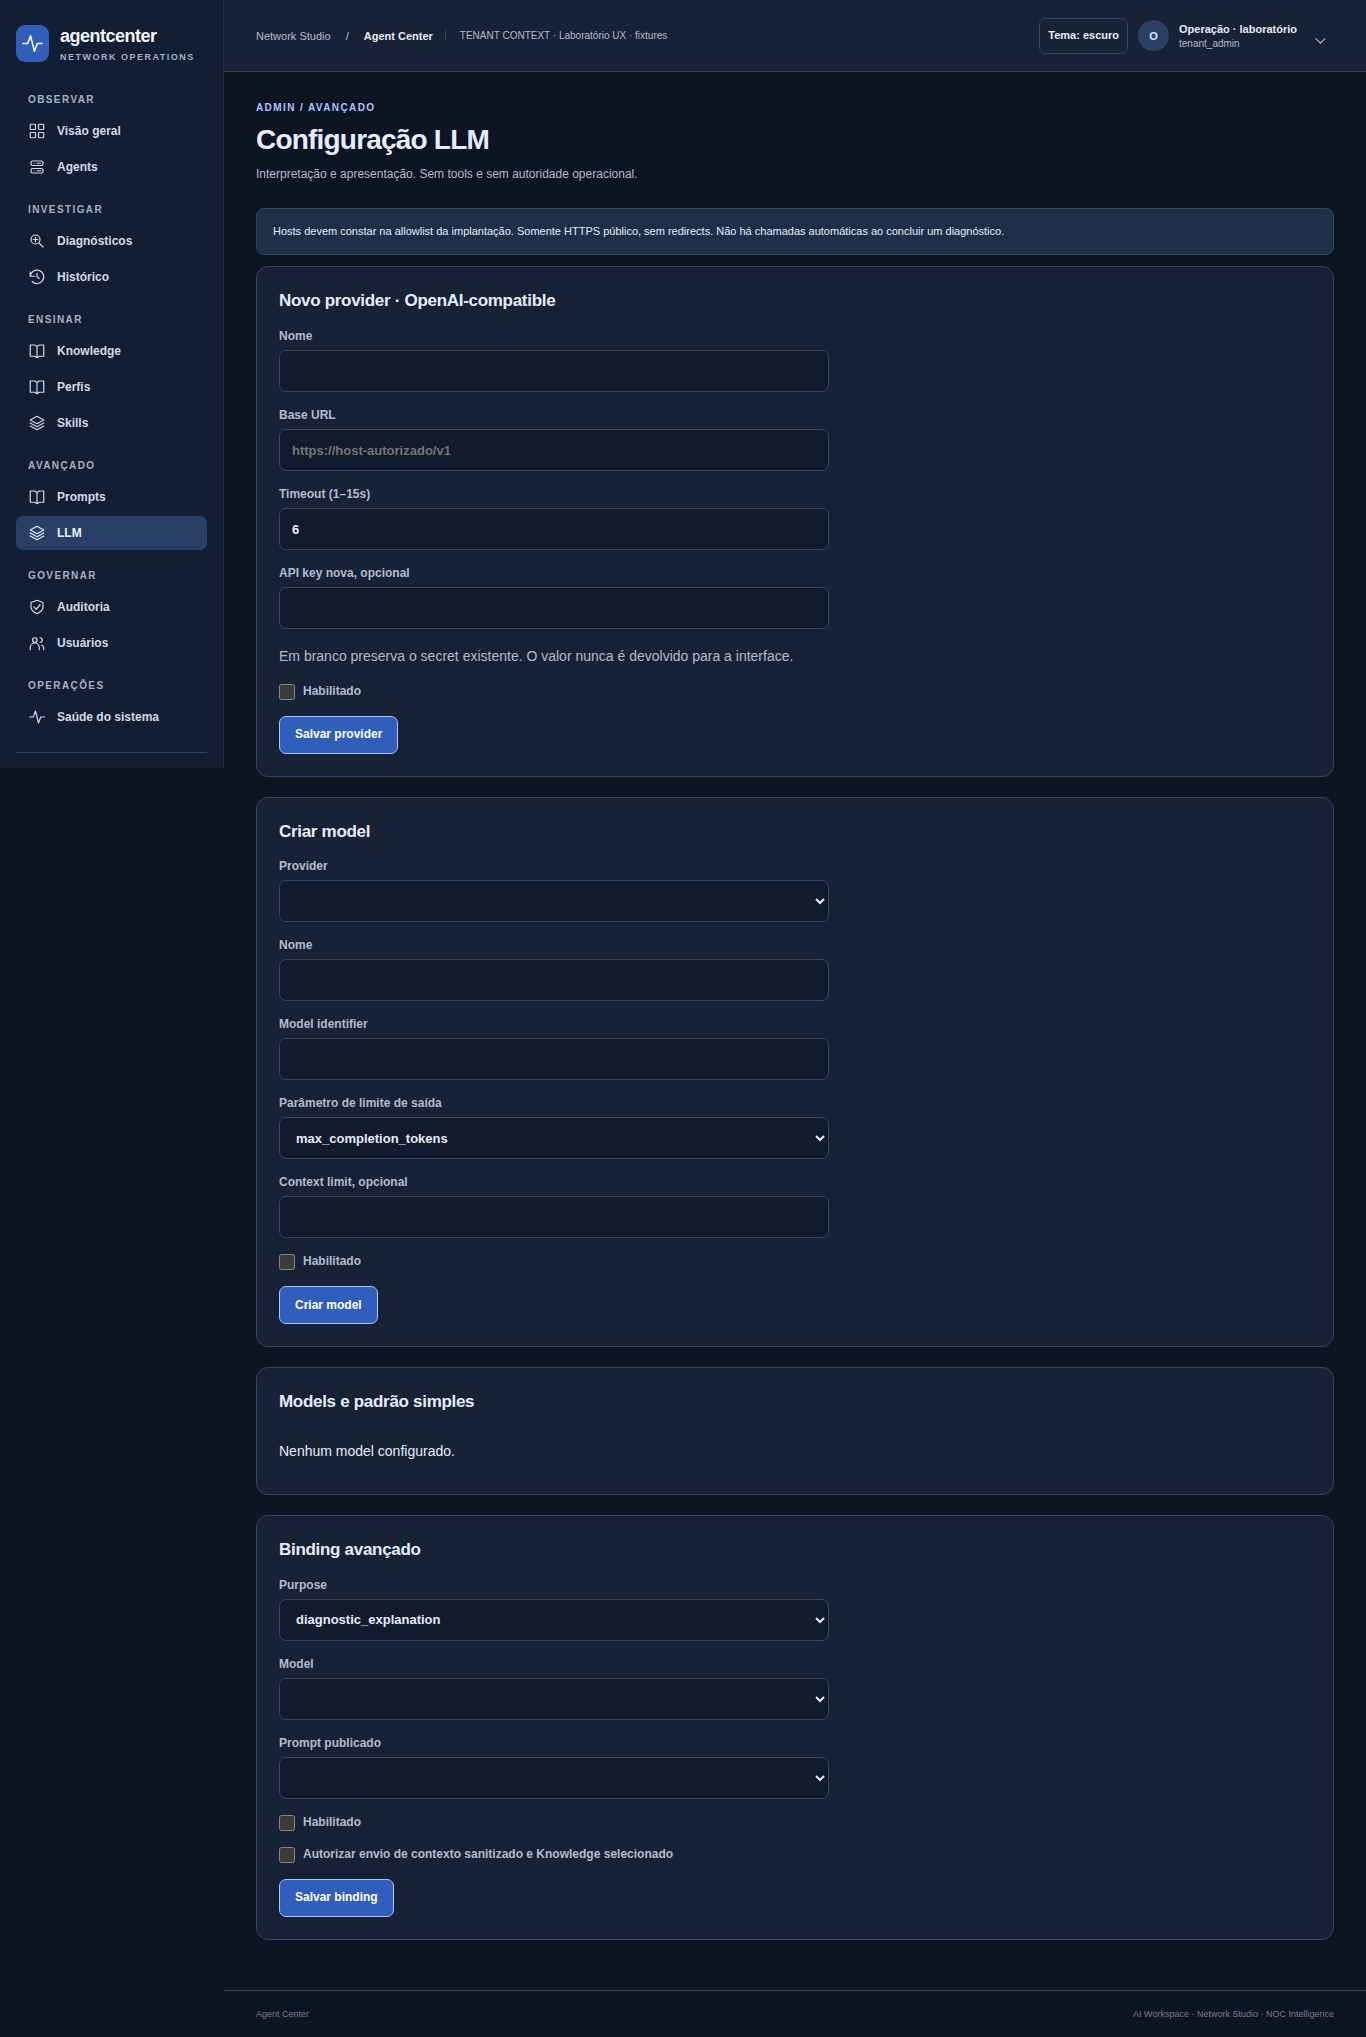 agentcenter
NETWORK OPERATIONS
OBSERVAR
Visão geral
Agents
INVESTIGAR
Diagnósticos
Histórico
ENSINAR
Knowledge
Perfis
Skills
AVANÇADO
Prompts
LLM
GOVERNAR
Auditoria
Usuários
OPERAÇÕES
Saúde do sistema
Network Studio / Agent Center TENANT CONTEXT · Laboratório UX · fixtures
Tema: escuro
O
Operação · laboratório
tenant_admin
ADMIN / AVANÇADO
Configuração LLM
Interpretação e apresentação. Sem tools e sem autoridade operacional.
Hosts devem constar na allowlist da implantação. Somente HTTPS público, sem redirects. Não há chamadas automáticas ao concluir um diagnóstico.
Novo provider · OpenAI-compatible
Nome
Base URL
https://host-autorizado/v1
Timeout (1–15s)
6
API key nova, opcional
Em branco preserva o secret existente. O valor nunca é devolvido para a interface.
Habilitado
Salvar provider
Criar model
Provider
Nome
Model identifier
Parâmetro de limite de saída
max_completion_tokens
Context limit, opcional
Habilitado
Criar model
Models e padrão simples
Nenhum model configurado.
Binding avançado
Purpose
diagnostic_explanation
Model
Prompt publicado
Habilitado
Autorizar envio de contexto sanitizado e Knowledge selecionado
Salvar binding
Agent Center
AI Workspace · Network Studio · NOC Intelligence